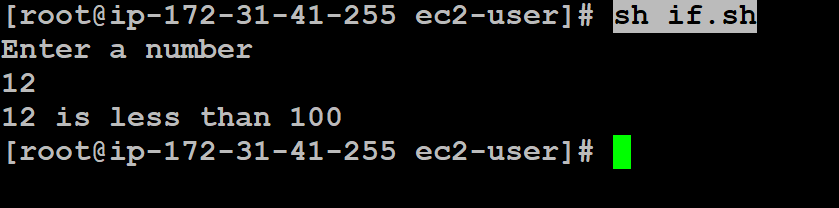 [root@ip-172-31-41-255 ec2-user]# sh if.sh
Enter a number
12
12 is less than 100
[root@ip-172-31-41-255 ec2-user]#